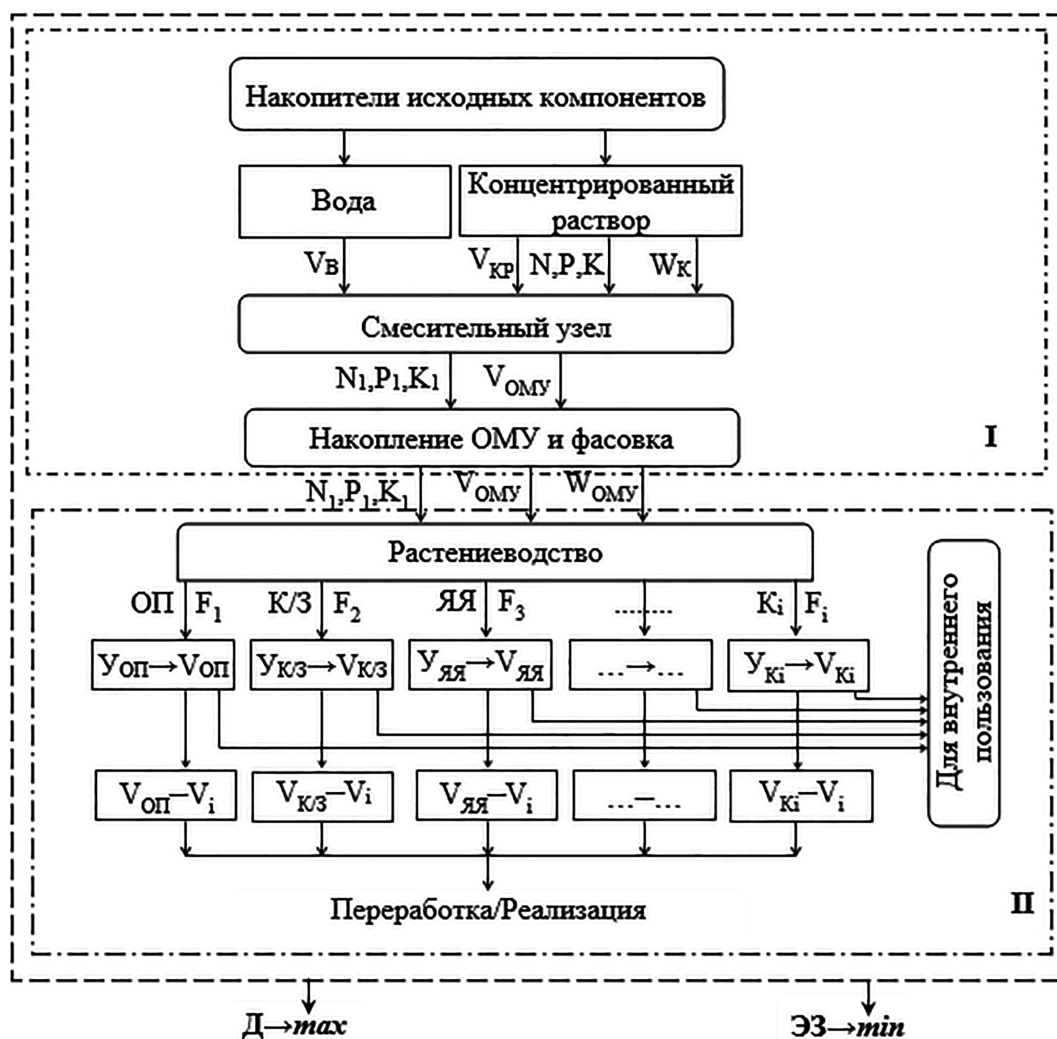 Накопители исходных компонентов
Вода
Концентрированный
раствор
VВ
VКР
N,P,K
WК
Смесительный узел
N1,P1,K1
VОМУ
Накопление ОМУ и фасовка
I
N1,P1,K1
VОМУ
WОМУ
Растениеводство
ОП F1
К/З F2
ЯЯ F3
........
Кi Fi
УОП→VОП
УК/З→VК/З
УЯЯ→VЯЯ
...→...
УКi→VКi
Для внутреннего
пользования
VОП–Vi
VК/З–Vi
VЯЯ–Vi
...–...
VКi–Vi
Переработка/Реализация
II
Д→max
ЭЗ→min